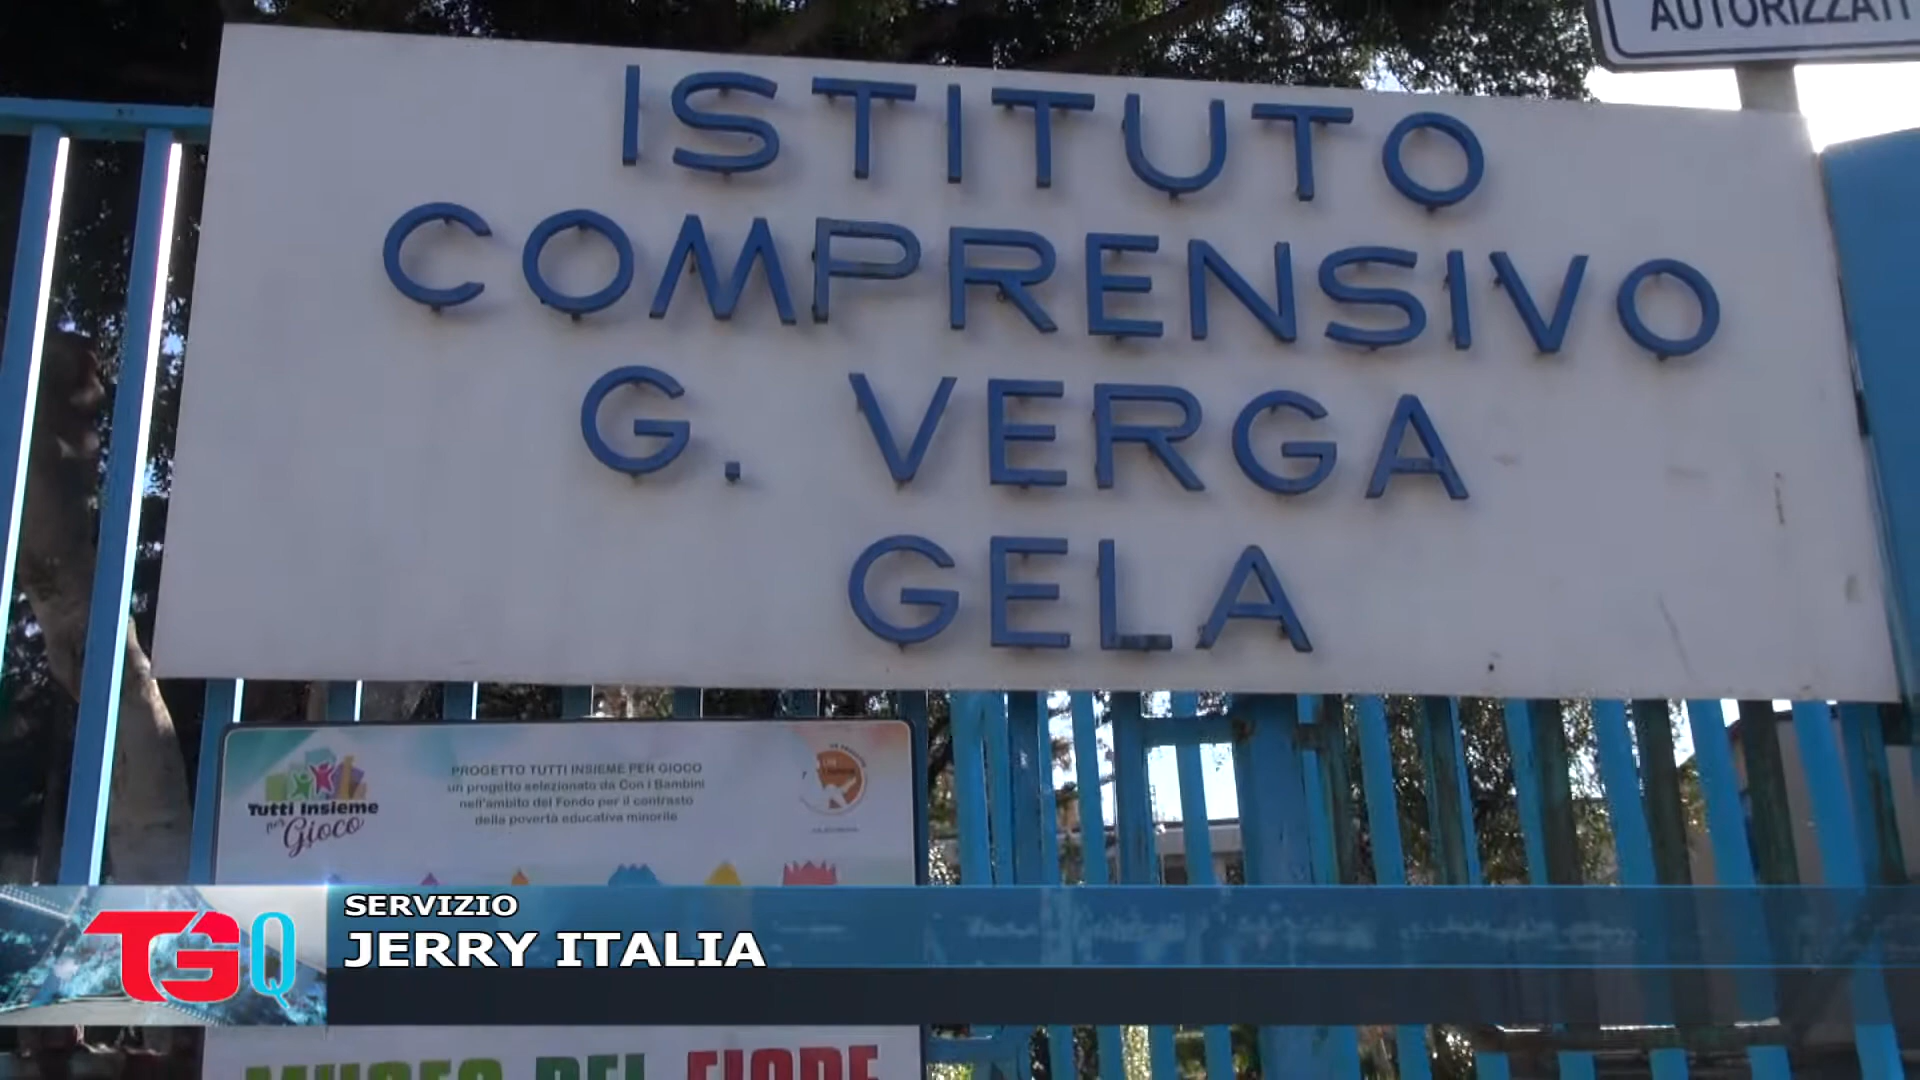 AUTORIZZATI
ISTITUTO
COMPRENSIVO
G. VERGA
GELA
Tutti Insieme
per Gioco
PROGETTO TUTTI INSIEME PER GIOCO
un progetto selezionato da Con i Bambini
nell'ambito del Fondo per il contrasto
della povertà educativa minorile
TGQ
SERVIZIO
JERRY ITALIA
MUSEO DEL FIORE